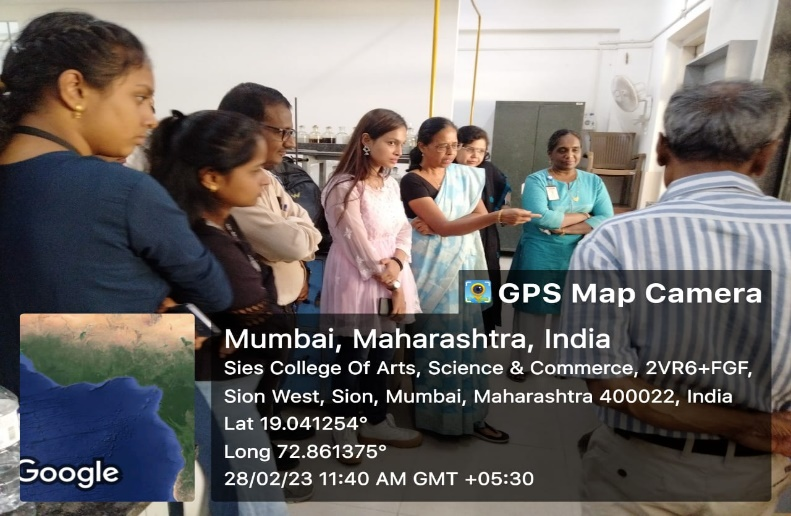 GPS Map Camera
Mumbai, Maharashtra, India
Sies College Of Arts, Science & Commerce, 2VR6+FGF,
Sion West, Sion, Mumbai, Maharashtra 400022, India
Lat 19.041254°
Long 72.861375°
28/02/23 11:40 AM GMT +05:30
Google